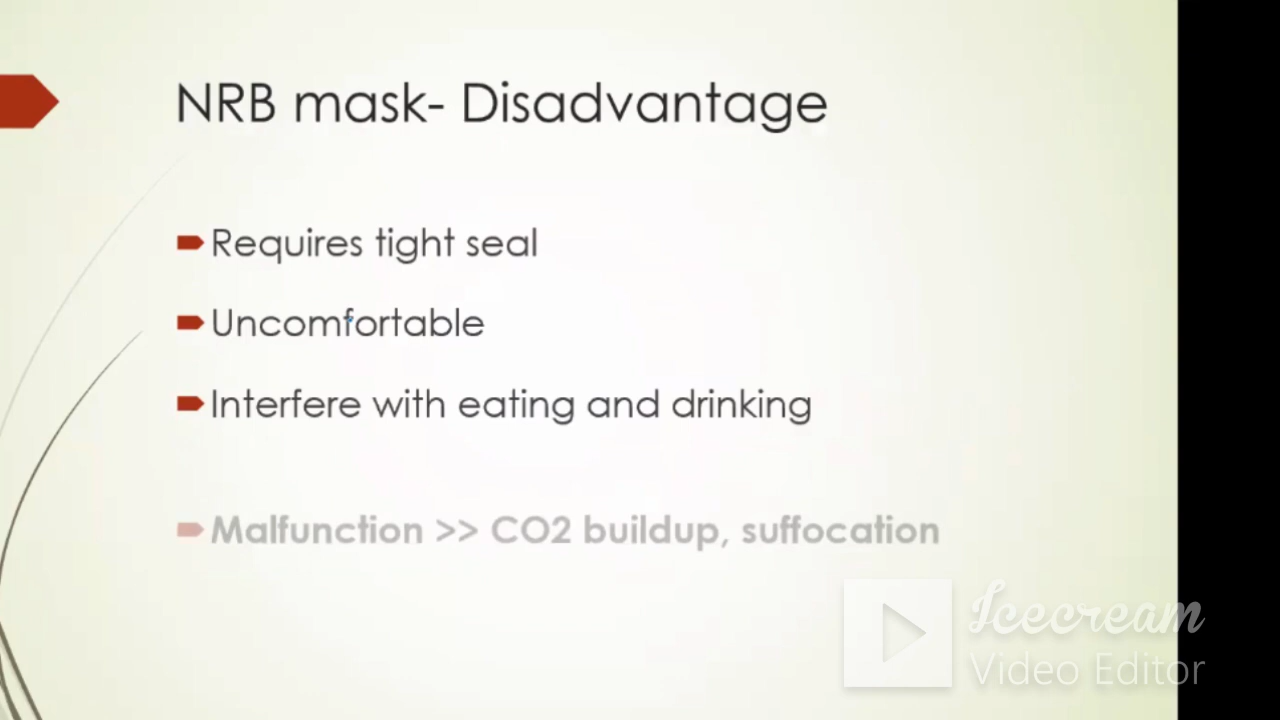 NRB mask- Disadvantage
Requires tight seal
Uncomfortable
Interfere with eating and drinking
Malfunction >> CO2 buildup, suffocation
Icecream
Video Editor